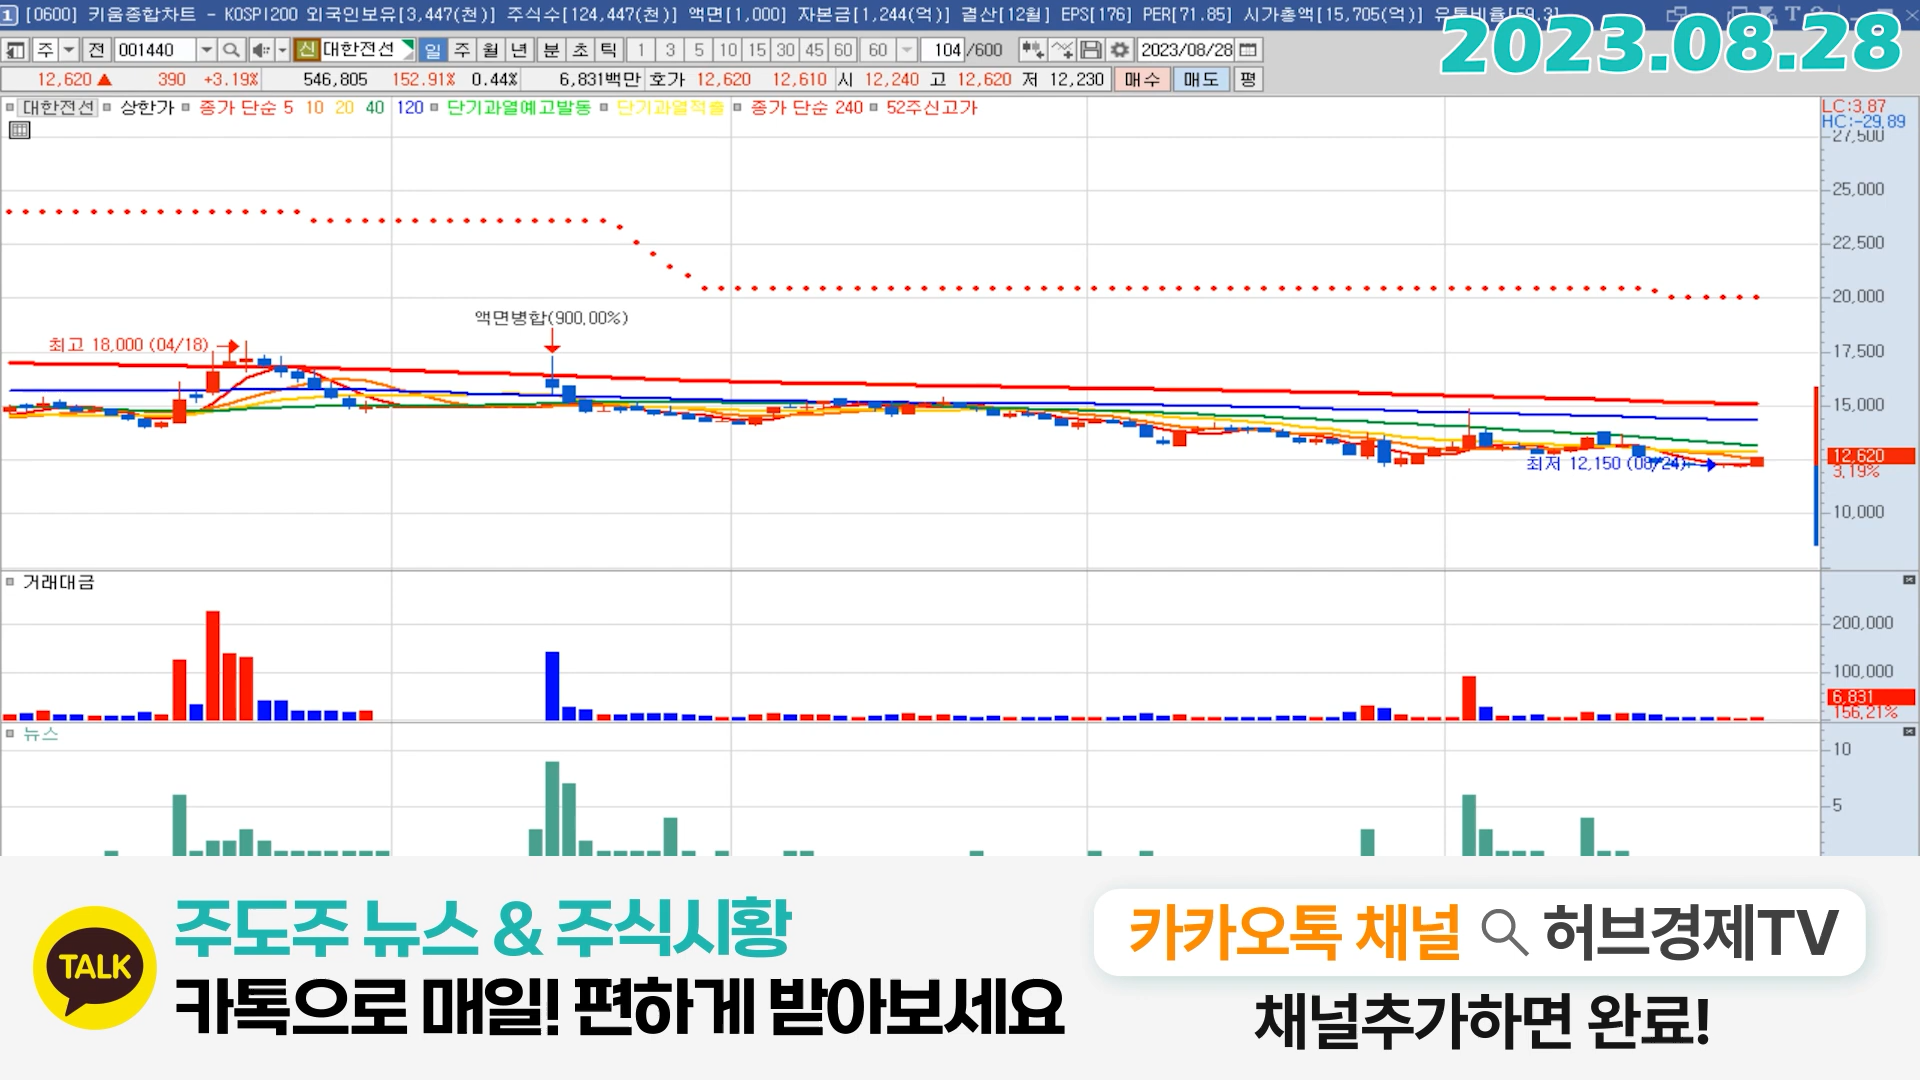 1 [0600] 키움종합차트 - KOSPI200 외국인보유[3,447(천)] 주식수[124,447(천)] 액면[1,000] 자본금[1,244(억)] 결산[12월] EPS[176] PER[71.85] 시가총액[15,705(억)] 유통비율[59.3]
2023.08.28
주 전 001440 신 대한전선 일 주 월 년 분 초 틱 1 3 5 10 15 30 45 60 60 104 /600 2023/08/28
12,620 ▲ 390 +3.19% 546,805 152.91% 0.44% 6,831백만 호가 12,620 12,610 시 12,240 고 12,620 저 12,230 매수 매도 평
대한전선 상한가 종가 단순 5 10 20 40 120 단기과열예고발동 단기과열적출 종가 단순 240 52주신고가
LC:3.87
HC:-29.89
27,500
25,000
22,500
20,000
액면병합(900.00%)
최고 18,000 (04/18)
17,500
15,000
최저 12,150 (08/24)
12,620
3.19%
10,000
거래대금
200,000
100,000
6,831
156.21%
뉴스
10
5
TALK
주도주 뉴스 & 주식시황
카톡으로 매일! 편하게 받아보세요
카카오톡 채널 허브경제TV
채널추가하면 완료!